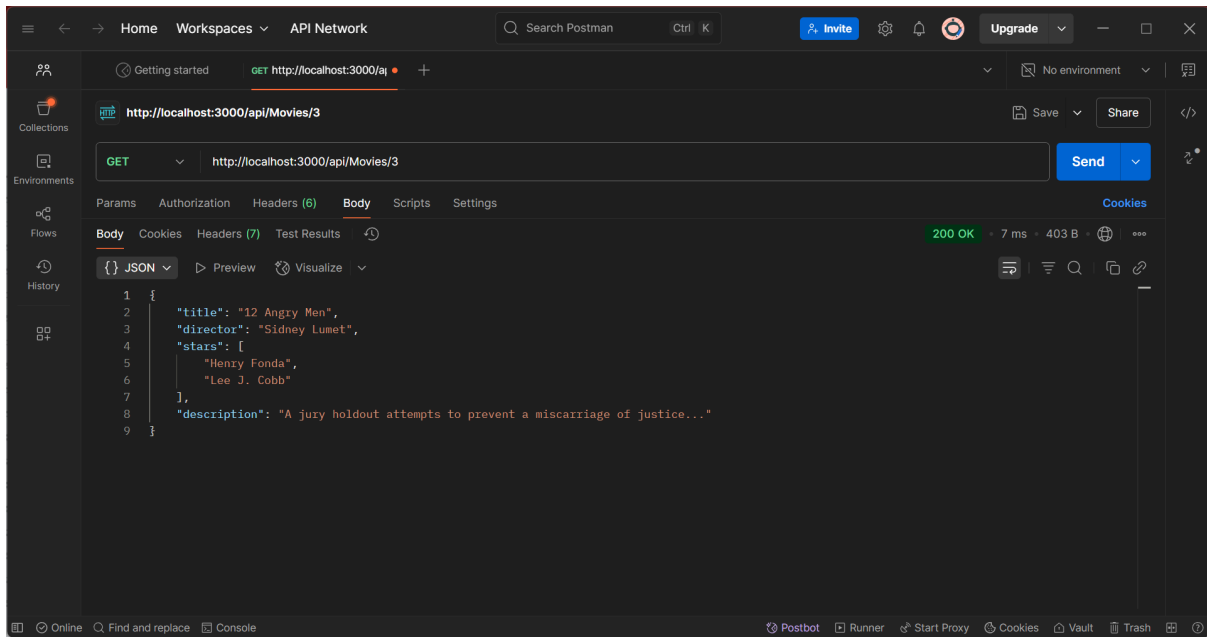 Home Workspaces API Network Search Postman Ctrl K Invite Upgrade
Getting started GET http://localhost:3000/a No environment
Collections
Environments
Flows
History
HTTP http://localhost:3000/api/Movies/3 Save Share
GET http://localhost:3000/api/Movies/3 Send
Params Authorization Headers (6) Body Scripts Settings Cookies
Body Cookies Headers (7) Test Results 200 OK 7 ms 403 B
{} JSON Preview Visualize
1 {
2 "title": "12 Angry Men",
3 "director": "Sidney Lumet",
4 "stars": [
5 "Henry Fonda",
6 "Lee J. Cobb"
7 ],
8 "description": "A jury holdout attempts to prevent a miscarriage of justice..."
9 }
Online Find and replace Console Postbot Runner Start Proxy Cookies Vault Trash